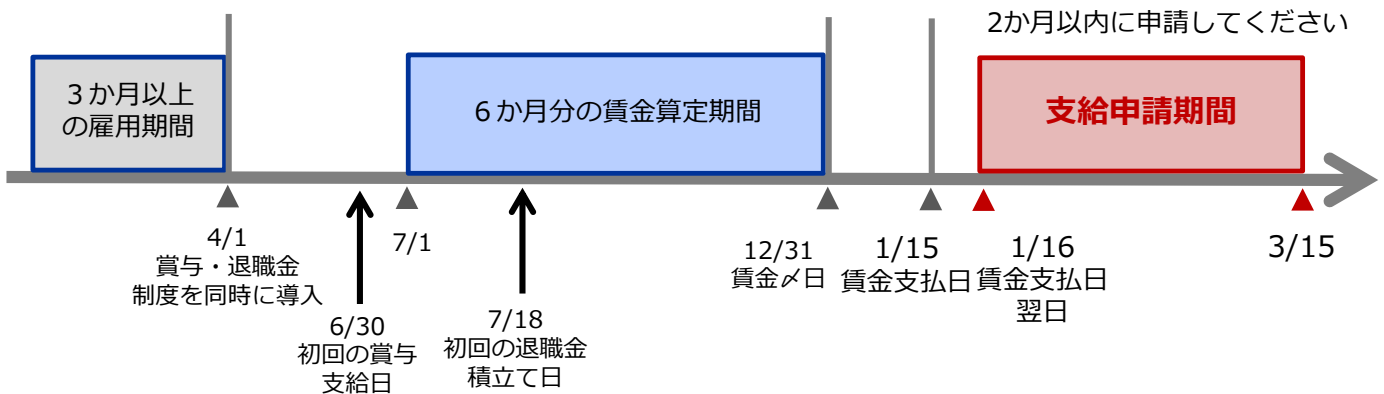 2か月以内に申請してください
３か月以上
の雇用期間
６か月分の賃金算定期間
支給申請期間
4/1
賞与・退職金
制度を同時に導入
6/30
初回の賞与
支給日
7/1
7/18
初回の退職金
積立て日
12/31
賃金〆日
1/15
賃金支払日
1/16
賃金支払日
翌日
3/15